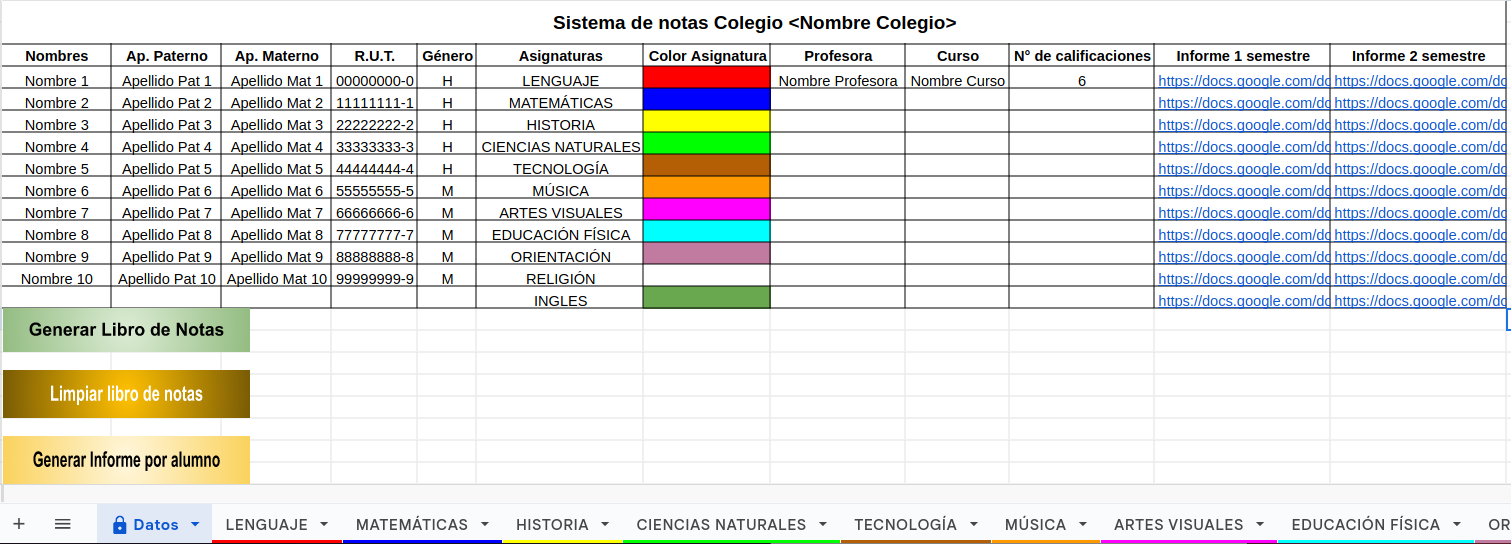 Sistema de notas Colegio <Nombre Colegio>
Nombres Ap. Paterno Ap. Materno R.U.T. Género Asignaturas Color Asignatura Profesora Curso N° de calificaciones Informe 1 semestre Informe 2 semestre
Nombre 1 Apellido Pat 1 Apellido Mat 1 00000000-0 H LENGUAJE Nombre Profesora Nombre Curso 6 https://docs.google.com/do https://docs.google.com/do
Nombre 2 Apellido Pat 2 Apellido Mat 2 11111111-1 H MATEMÁTICAS https://docs.google.com/do https://docs.google.com/do
Nombre 3 Apellido Pat 3 Apellido Mat 3 22222222-2 H HISTORIA https://docs.google.com/do https://docs.google.com/do
Nombre 4 Apellido Pat 4 Apellido Mat 4 33333333-3 H CIENCIAS NATURALES https://docs.google.com/do https://docs.google.com/do
Nombre 5 Apellido Pat 5 Apellido Mat 5 44444444-4 H TECNOLOGÍA https://docs.google.com/do https://docs.google.com/do
Nombre 6 Apellido Pat 6 Apellido Mat 6 55555555-5 M MÚSICA https://docs.google.com/do https://docs.google.com/do
Nombre 7 Apellido Pat 7 Apellido Mat 7 66666666-6 M ARTES VISUALES https://docs.google.com/do https://docs.google.com/do
Nombre 8 Apellido Pat 8 Apellido Mat 8 77777777-7 M EDUCACIÓN FÍSICA https://docs.google.com/do https://docs.google.com/do
Nombre 9 Apellido Pat 9 Apellido Mat 9 88888888-8 M ORIENTACIÓN https://docs.google.com/do https://docs.google.com/do
Nombre 10 Apellido Pat 10 Apellido Mat 10 99999999-9 M RELIGIÓN https://docs.google.com/do https://docs.google.com/do
INGLES https://docs.google.com/do https://docs.google.com/do
Generar Libro de Notas
Limpiar libro de notas
Generar Informe por alumno
Datos LENGUAJE MATEMÁTICAS HISTORIA CIENCIAS NATURALES TECNOLOGÍA MÚSICA ARTES VISUALES EDUCACIÓN FÍSICA OR